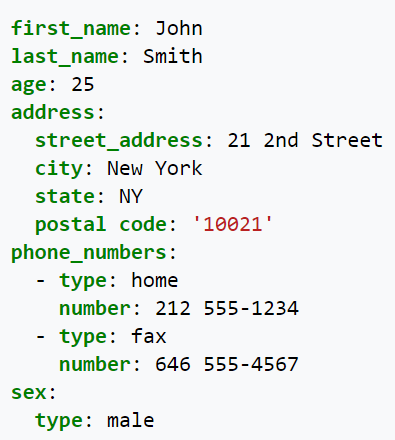 first_name: John
last_name: Smith
age: 25
address:
  street_address: 21 2nd Street
  city: New York
  state: NY
  postal code: '10021'
phone_numbers:
  - type: home
    number: 212 555-1234
  - type: fax
    number: 646 555-4567
sex:
  type: male